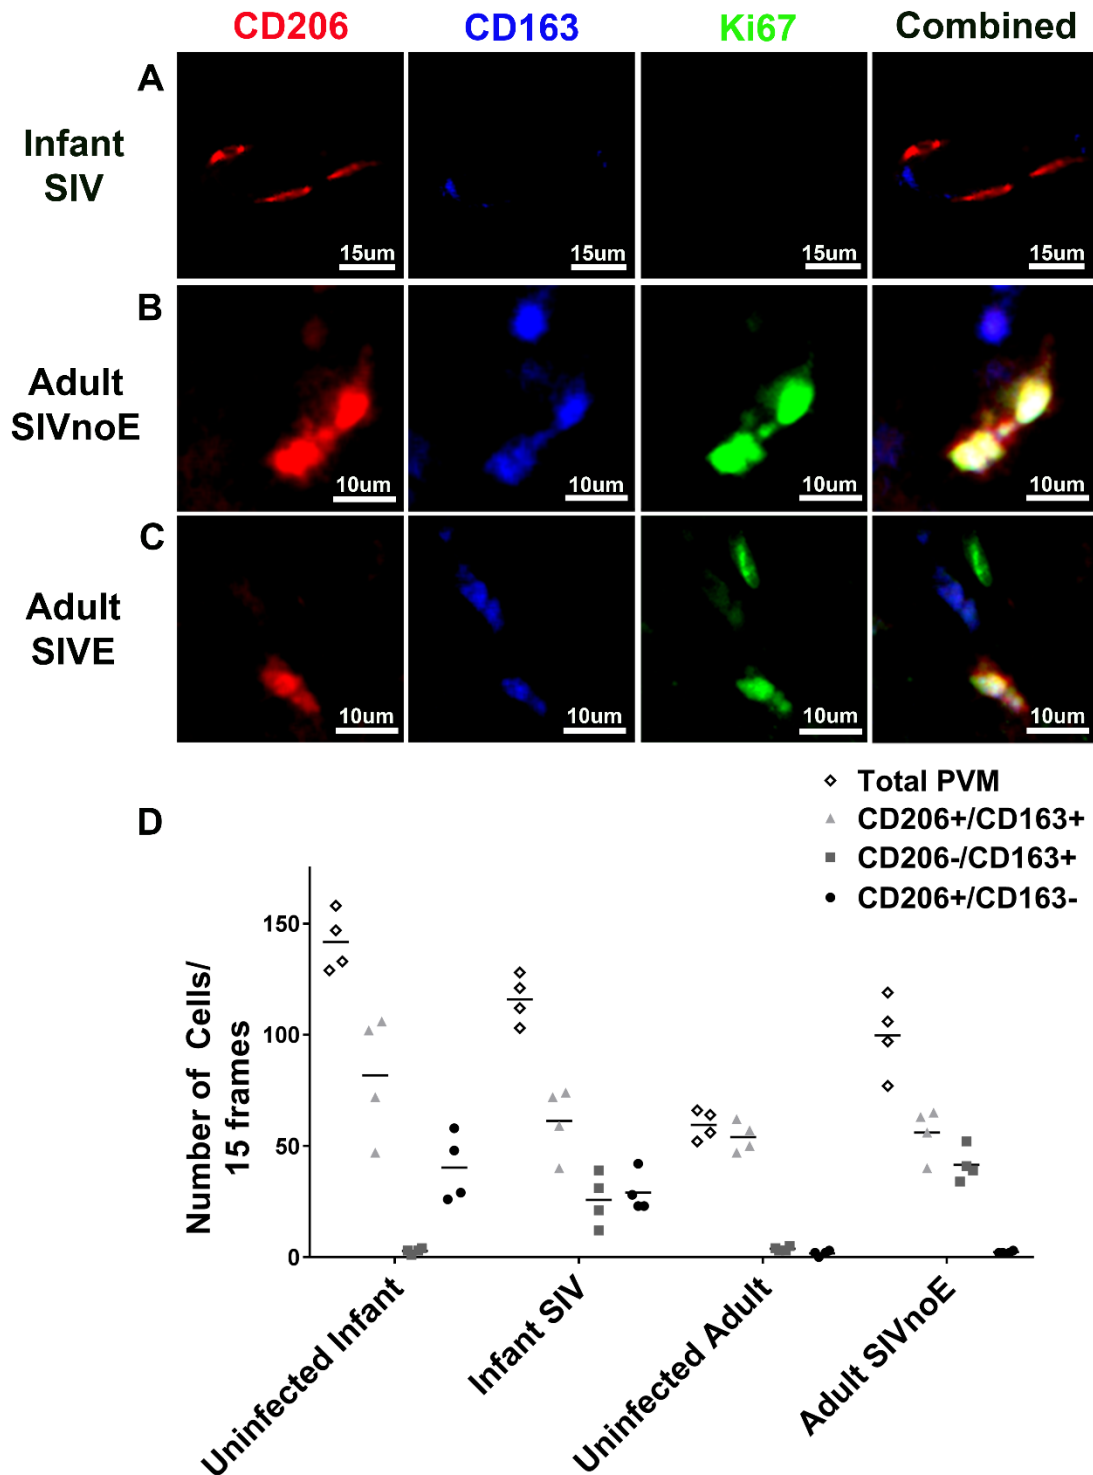 CD206 CD163 Ki67 Combined
A
Infant
SIV
15um 15um 15um 15um
B
Adult
SIVnoE
10um 10um 10um 10um
C
Adult
SIVE
10um 10um 10um 10um
D
Total PVM
CD206+/CD163+
CD206-/CD163+
CD206+/CD163-
Number of Cells/
15 frames
150
100
50
0
Uninfected Infant
Infant SIV
Uninfected Adult
Adult SIVnoE